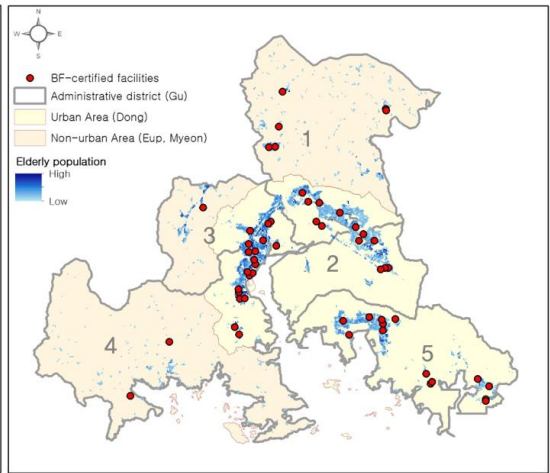 N
W E
S
BF-certified facilities
Administrative district (Gu)
Urban Area (Dong)
Non-urban Area (Eup, Myeon)
Elderly population
High
Low
1
3
2
4
5